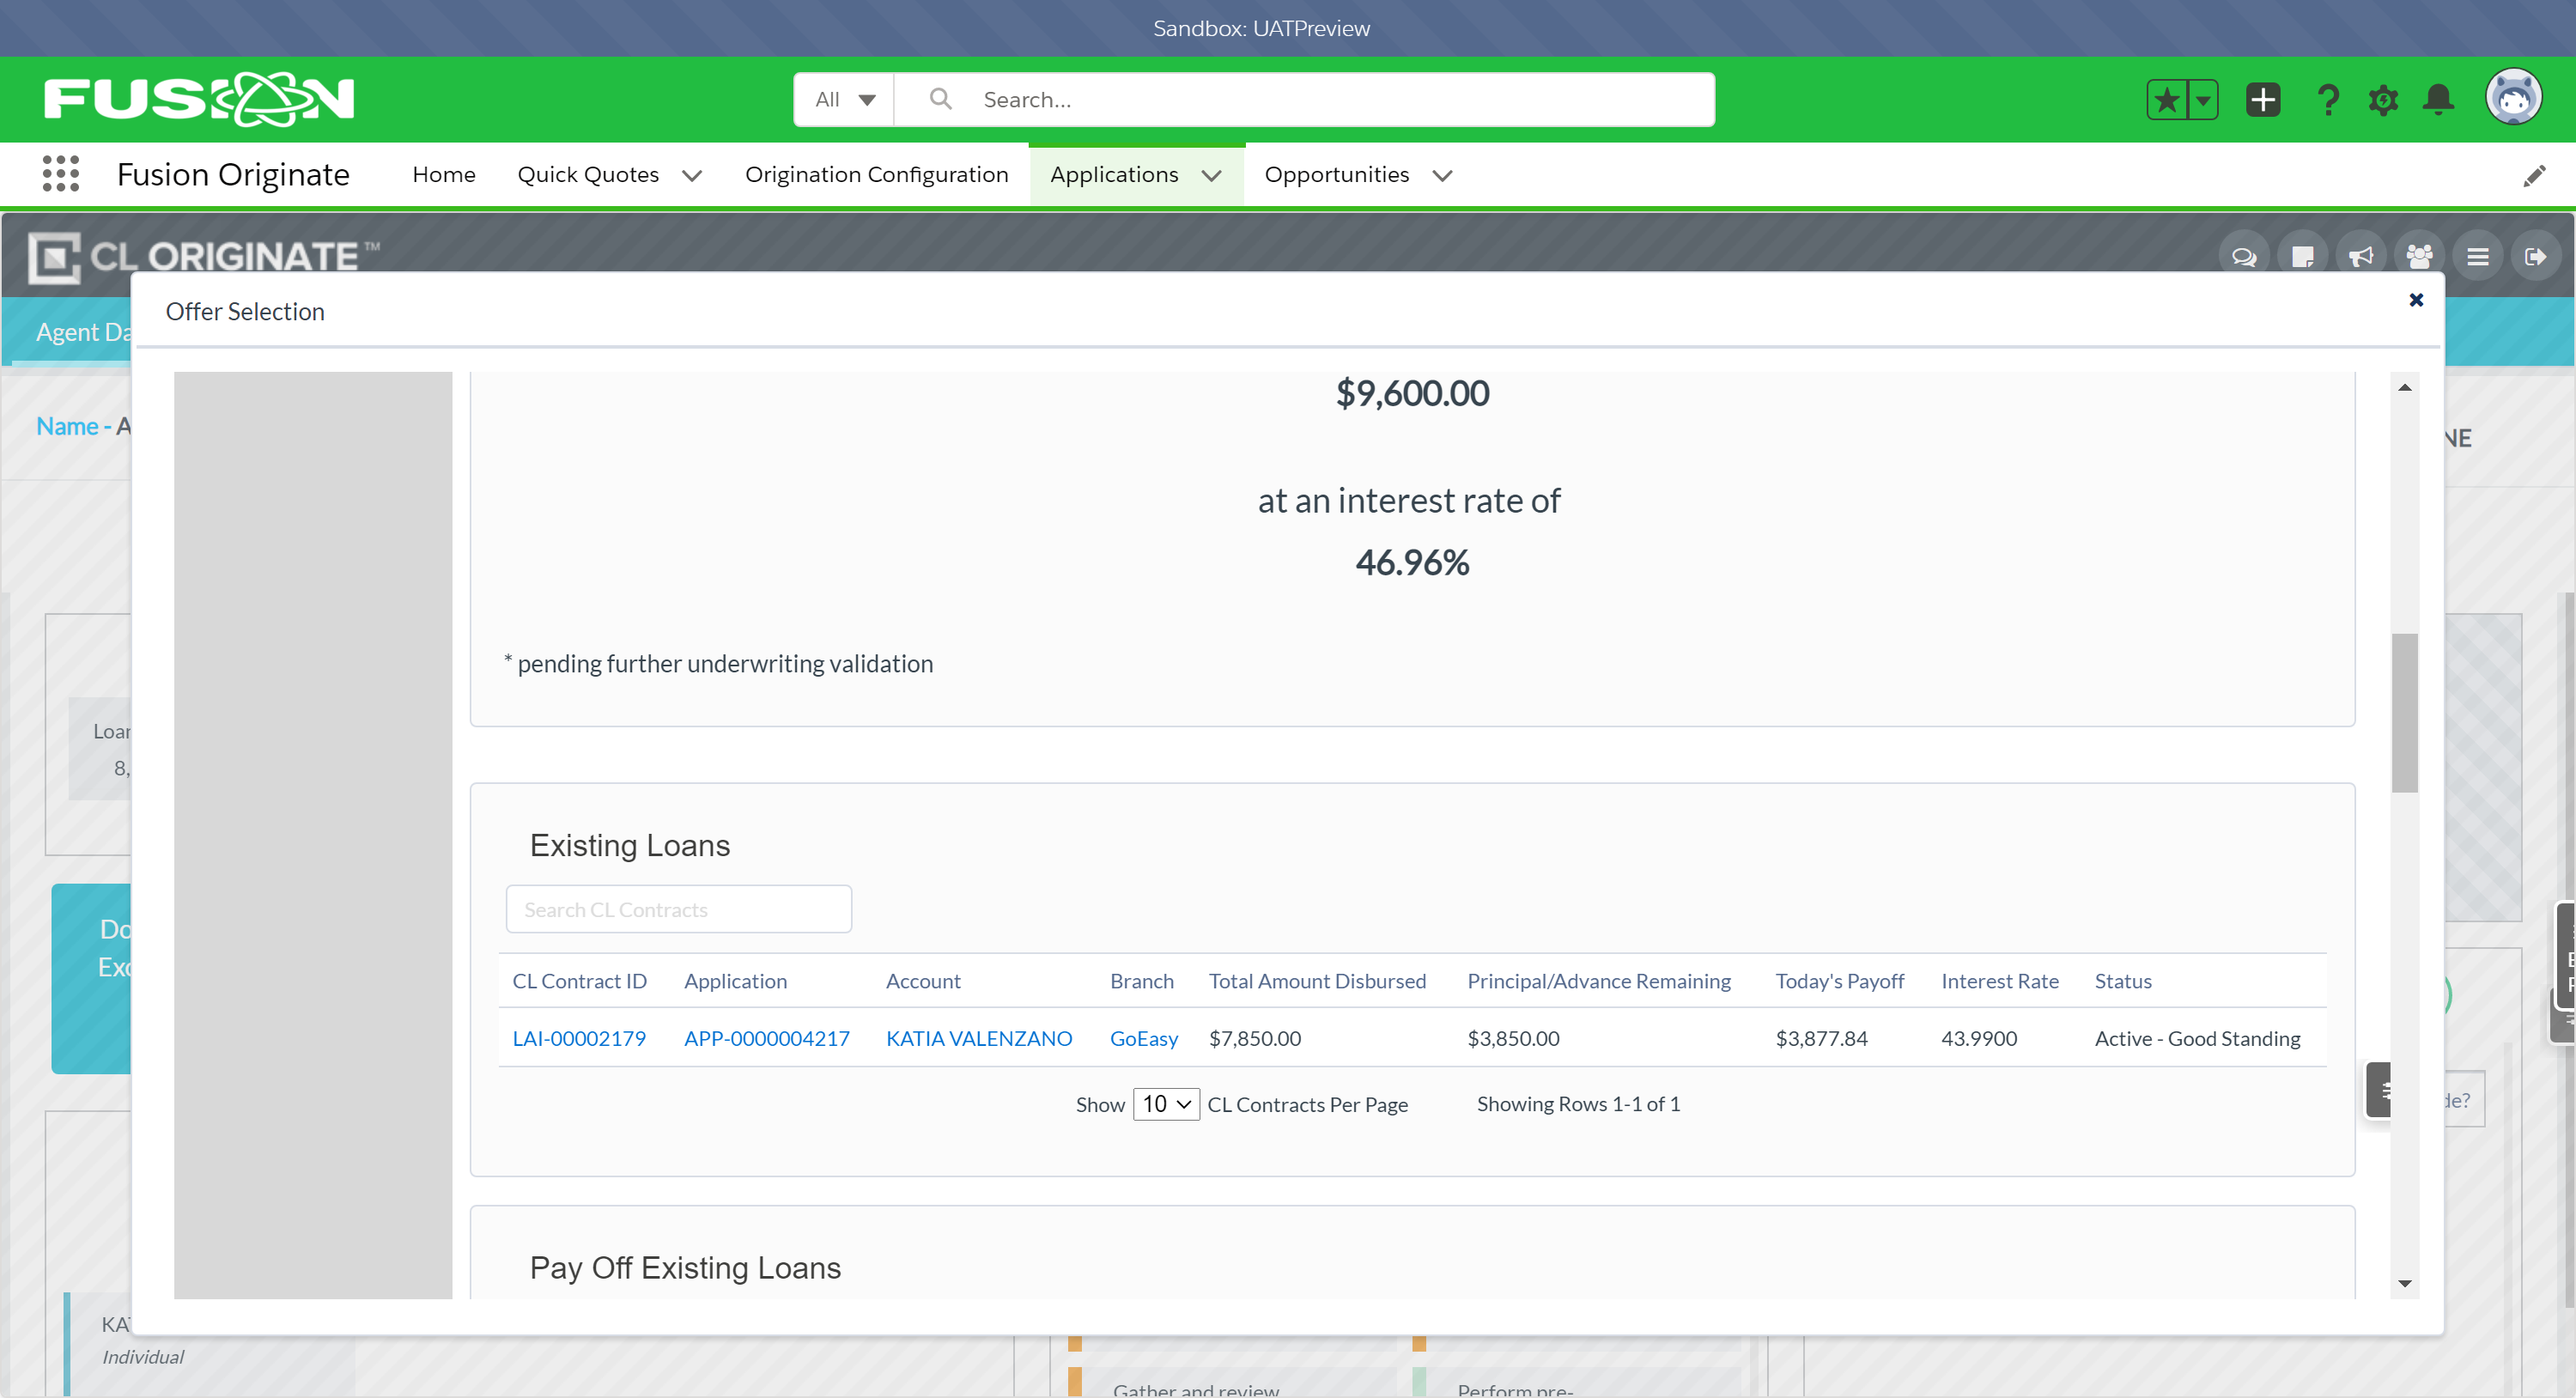 Sandbox: UATPreview
FUSION
All
Search...
Fusion Originate
Home
Quick Quotes
Origination Configuration
Applications
Opportunities
CL ORIGINATE™
Offer Selection
Agent Da
Name - A
NE
$9,600.00
at an interest rate of
46.96%
* pending further underwriting validation
Loan
8,
Existing Loans
Search CL Contracts
Do
Exc
CL Contract ID Application Account Branch Total Amount Disbursed Principal/Advance Remaining Today's Payoff Interest Rate Status
LAI-00002179 APP-0000004217 KATIA VALENZANO GoEasy $7,850.00 $3,850.00 $3,877.84 43.9900 Active - Good Standing
Show 10 CL Contracts Per Page Showing Rows 1-1 of 1
de?
Pay Off Existing Loans
KAT
Individual
Gather and review
Perform pre-